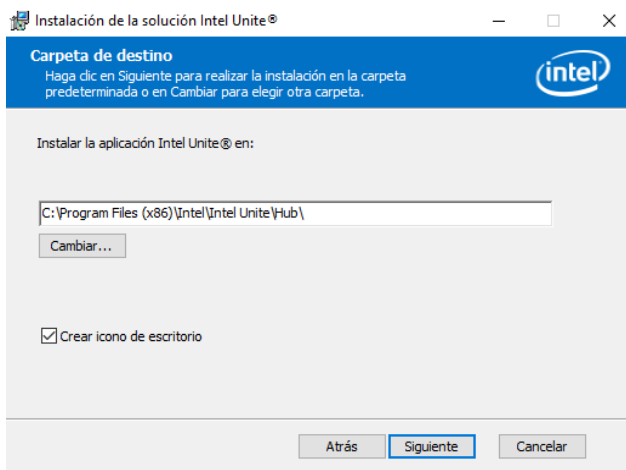 Instalación de la solución Intel Unite®
Carpeta de destino
Haga clic en Siguiente para realizar la instalación en la carpeta
predeterminada o en Cambiar para elegir otra carpeta.
intel
Instalar la aplicación Intel Unite® en:
C:\Program Files (x86)\Intel\Intel Unite\Hub\
Cambiar...
Crear icono de escritorio
Atrás Siguiente Cancelar